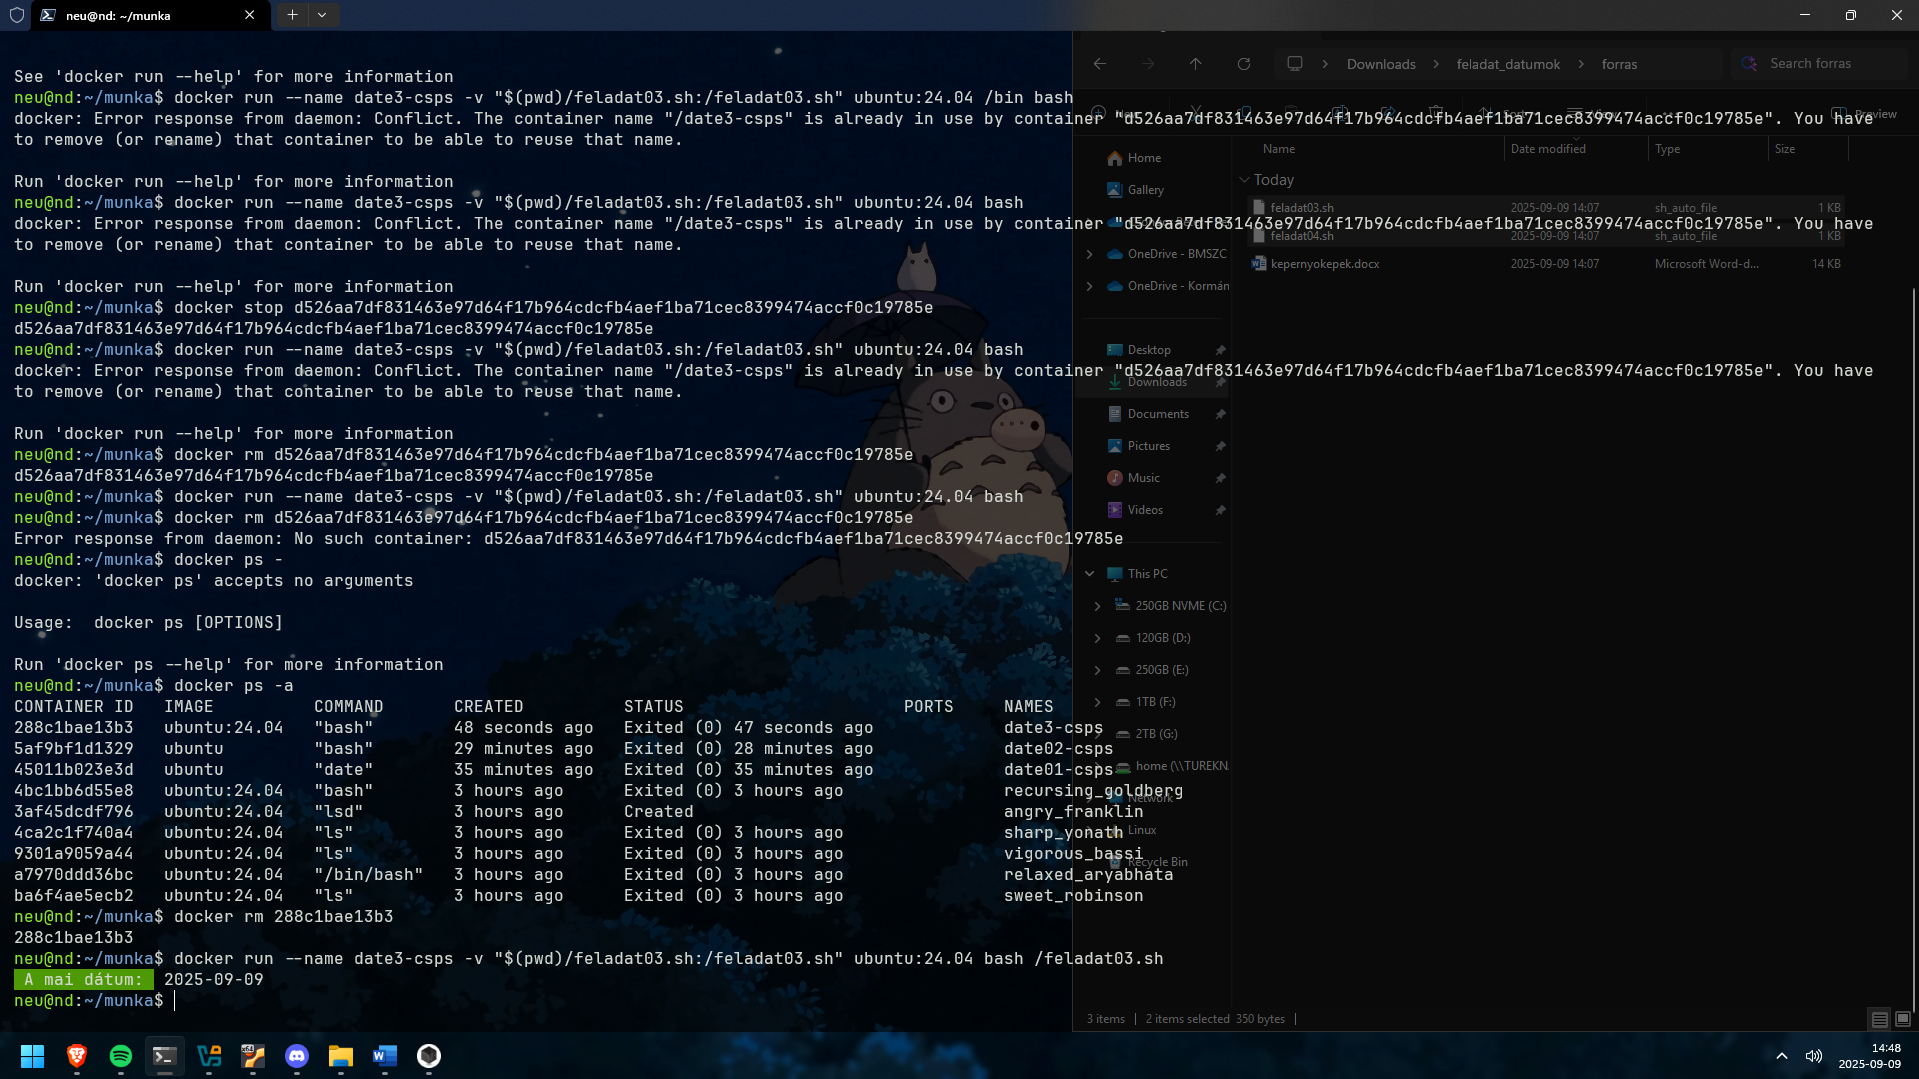 neu@nd: ~/munka
See 'docker run --help' for more information
neu@nd:~/munka$ docker run --name date3-csps -v "$(pwd)/feladat03.sh:/feladat03.sh" ubuntu:24.04 /bin bash
docker: Error response from daemon: Conflict. The container name "/date3-csps" is already in use by container "d526aa7df831463e97d64f17b964cdcfb4aef1ba71cec8399474accf0c19785e". You have
to remove (or rename) that container to be able to reuse that name.
Run 'docker run --help' for more information
neu@nd:~/munka$ docker run --name date3-csps -v "$(pwd)/feladat03.sh:/feladat03.sh" ubuntu:24.04 bash
docker: Error response from daemon: Conflict. The container name "/date3-csps" is already in use by container "d526aa7df831463e97d64f17b964cdcfb4aef1ba71cec8399474accf0c19785e". You have
to remove (or rename) that container to be able to reuse that name.
Run 'docker run --help' for more information
neu@nd:~/munka$ docker stop d526aa7df831463e97d64f17b964cdcfb4aef1ba71cec8399474accf0c19785e
d526aa7df831463e97d64f17b964cdcfb4aef1ba71cec8399474accf0c19785e
neu@nd:~/munka$ docker run --name date3-csps -v "$(pwd)/feladat03.sh:/feladat03.sh" ubuntu:24.04 bash
docker: Error response from daemon: Conflict. The container name "/date3-csps" is already in use by container "d526aa7df831463e97d64f17b964cdcfb4aef1ba71cec8399474accf0c19785e". You have
to remove (or rename) that container to be able to reuse that name.
Run 'docker run --help' for more information
neu@nd:~/munka$ docker rm d526aa7df831463e97d64f17b964cdcfb4aef1ba71cec8399474accf0c19785e
d526aa7df831463e97d64f17b964cdcfb4aef1ba71cec8399474accf0c19785e
neu@nd:~/munka$ docker run --name date3-csps -v "$(pwd)/feladat03.sh:/feladat03.sh" ubuntu:24.04 bash
neu@nd:~/munka$ docker rm d526aa7df831463e97d64f17b964cdcfb4aef1ba71cec8399474accf0c19785e
Error response from daemon: No such container: d526aa7df831463e97d64f17b964cdcfb4aef1ba71cec8399474accf0c19785e
neu@nd:~/munka$ docker ps -
docker: 'docker ps' accepts no arguments
Usage:  docker ps [OPTIONS]
Run 'docker ps --help' for more information
neu@nd:~/munka$ docker ps -a
CONTAINER ID   IMAGE          COMMAND       CREATED          STATUS                      PORTS     NAMES
288c1bae13b3   ubuntu:24.04   "bash"        48 seconds ago   Exited (0) 47 seconds ago             date3-csps
5af9bf1d1329   ubuntu         "bash"        29 minutes ago   Exited (0) 28 minutes ago             date02-csps
45011b023e3d   ubuntu         "date"        35 minutes ago   Exited (0) 35 minutes ago             date01-csps
4bc1bb6d55e8   ubuntu:24.04   "bash"        3 hours ago      Exited (0) 3 hours ago                recursing_goldberg
3af45dcdf796   ubuntu:24.04   "lsd"         3 hours ago      Created                               angry_franklin
4ca2c1f740a4   ubuntu:24.04   "ls"          3 hours ago      Exited (0) 3 hours ago                sharp_yonath
9301a9059a44   ubuntu:24.04   "ls"          3 hours ago      Exited (0) 3 hours ago                vigorous_bassi
a7970ddd36bc   ubuntu:24.04   "/bin/bash"   3 hours ago      Exited (0) 3 hours ago                relaxed_aryabhata
ba6f4ae5ecb2   ubuntu:24.04   "ls"          3 hours ago      Exited (0) 3 hours ago                sweet_robinson
neu@nd:~/munka$ docker rm 288c1bae13b3
288c1bae13b3
neu@nd:~/munka$ docker run --name date3-csps -v "$(pwd)/feladat03.sh:/feladat03.sh" ubuntu:24.04 bash /feladat03.sh
A mai dátum:  2025-09-09
neu@nd:~/munka$
Downloads > feladat_datumok > forras
Search forras
Preview
Name Date modified Type Size
Today
feladat03.sh 2025-09-09 14:07 sh_auto_file 1 KB
feladat04.sh 2025-09-09 14:07 sh_auto_file 1 KB
kepernyokepek.docx 2025-09-09 14:07 Microsoft Word-d... 14 KB
Home
Gallery
OneDrive - BMSZC
OneDrive - Kormán
Desktop
Downloads
Documents
Pictures
Music
Videos
This PC
250GB NVME (C:)
120GB (D:)
250GB (E:)
1TB (F:)
2TB (G:)
home (\\TUREKN
Network
Linux
Recycle Bin
3 items
2 items selected 350 bytes
14:48
2025-09-09